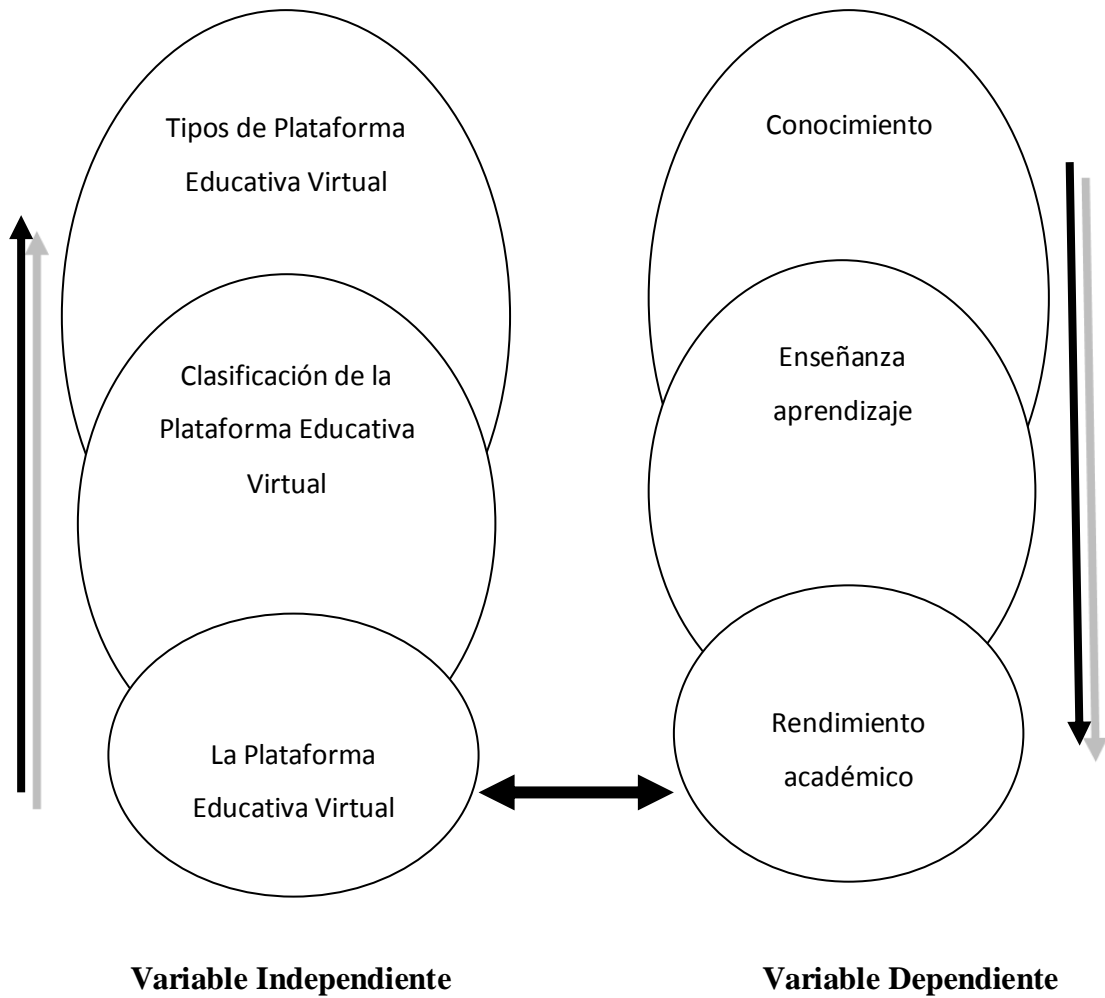 Tipos de Plataforma
Educativa Virtual
Clasificación de la
Plataforma Educativa
Virtual
La Plataforma
Educativa Virtual
Variable Independiente
Conocimiento
Enseñanza
aprendizaje
Rendimiento
académico
Variable Dependiente